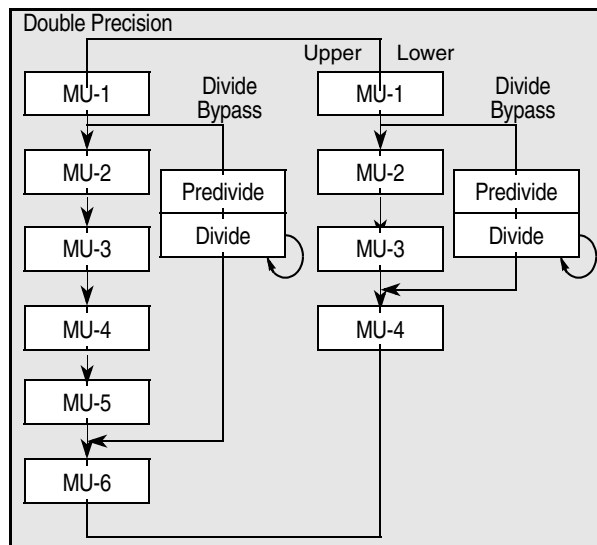 Double Precision
Upper
Lower
MU-1
Divide
Bypass
MU-2
Predivide
Divide
MU-3
MU-4
MU-5
MU-6
MU-1
Divide
Bypass
MU-2
Predivide
Divide
MU-3
MU-4